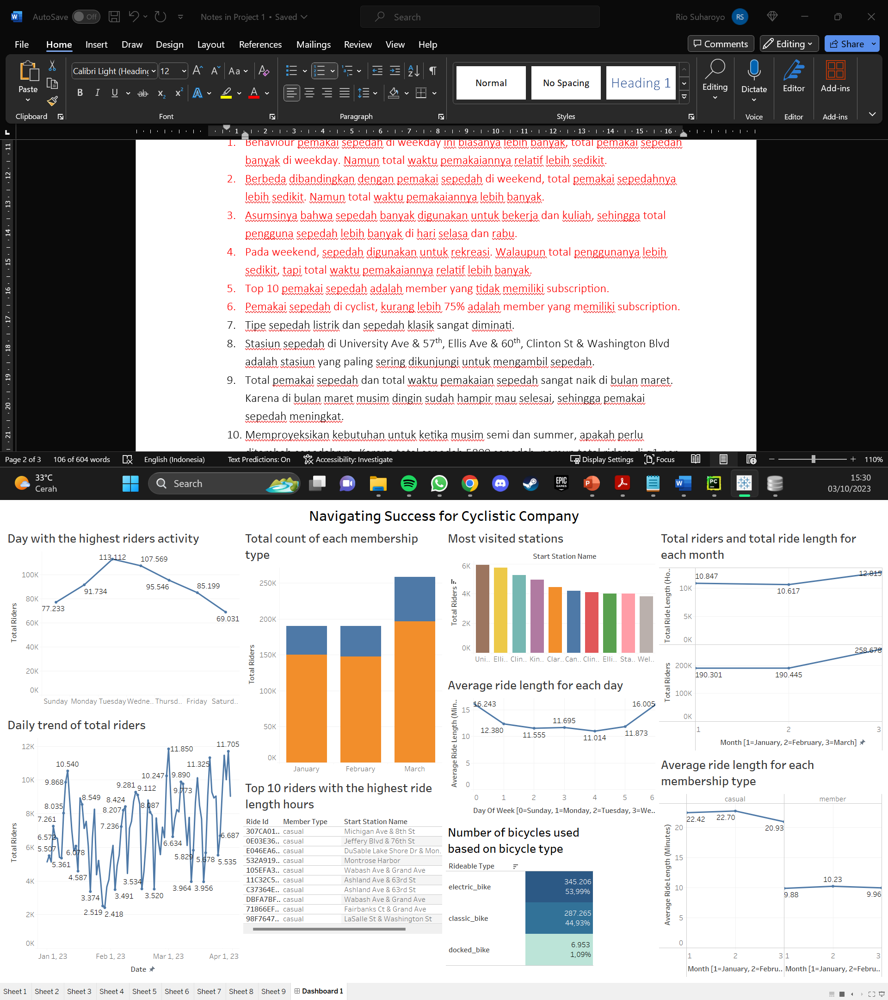 AutoSave Off Notes in Project 1 • Saved Search Rio Suharoyo RS
File Home Insert Draw Design Layout References Mailings Review View Help Comments Editing Share
Calibri Light (Heading 12 Aa
Paste
Normal No Spacing Heading 1
Editing Dictate Editor Add-ins
Clipboard Font Paragraph Styles Voice Editor Add-ins
1 2 3 4 5 6 7 8 9 10 11 12 13 14 15 16
1. Behaviour pemakai sepedah di weekday ini biasanya lebih banyak, total pemakai sepedah
banyak di weekday. Namun total waktu pemakaiannya relatif lebih sedikit.
2. Berbeda dibandingkan dengan pemakai sepedah di weekend, total pemakai sepedahnya
lebih sedikit. Namun total waktu pemakaiannya lebih banyak.
3. Asumsinya bahwa sepedah banyak digunakan untuk bekerja dan kuliah, sehingga total
pengguna sepedah lebih banyak di hari selasa dan rabu.
4. Pada weekend, sepedah digunakan untuk rekreasi. Walaupun total penggunanya lebih
sedikit, tapi total waktu pemakaiannya relatif lebih banyak.
5. Top 10 pemakai sepedah adalah member yang tidak memiliki subscription.
6. Pemakai sepedah di cyclist, kurang lebih 75% adalah member yang memiliki subscription.
7. Tipe sepedah listrik dan sepedah klasik sangat diminati.
8. Stasiun sepedah di University Ave & 57th, Ellis Ave & 60th, Clinton St & Washington Blvd
adalah stasiun yang paling sering dikunjungi untuk mengambil sepedah.
9. Total pemakai sepedah dan total waktu pemakaian sepedah sangat naik di bulan maret.
Karena di bulan maret musim dingin sudah hampir mau selesai, sehingga pemakai
sepedah meningkat.
10. Memproyeksikan kebutuhan untuk ketika musim semi dan summer, apakah perlu
11 12 13 14 15 16 17 18 19 20 21
Page 2 of 3 106 of 604 words English (Indonesia) Text Predictions: On Accessibility: Investigate Display Settings Focus 110%
33°C
Cerah
Search
15:30
03/10/2023
Navigating Success for Cyclistic Company
Day with the highest riders activity
Total Riders
100K
80K
60K
40K
20K
0K
77.233
91.734
113.112
107.569
95.546
85.199
69.031
Sunday Monday Tuesday Wedne.. Thursd.. Friday Saturd..
Daily trend of total riders
Total Riders
12K
10K
8K
6K
4K
2K
0K
11.850
11.705
10.540
11.325
10.247
9.890
9.868
9.281
9.112
9.773
8.549
8.424
8.035
8.207
8.087
7.261
7.236
6.572
6.687
6.634
5.507
6.078
5.829
5.678
5.535
5.361
4.587
3.534
3.964
3.956
3.374
3.491
3.520
2.519
2.418
Jan 1, 23 Feb 1, 23 Mar 1, 23 Apr 1, 23
Date
Total count of each membership
type
Total Riders
250K
200K
150K
100K
50K
0K
January February March
Top 10 riders with the highest ride
length hours
Ride Id Member Type Start Station Name
307CA01.. casual Michigan Ave & 8th St
0E03E36.. casual Jeffery Blvd & 76th St
E046EA6.. casual DuSable Lake Shore Dr & Mon.
532A919.. casual Montrose Harbor
105EFA3.. casual Wabash Ave & Grand Ave
11C32C5.. casual Ashland Ave & 63rd St
C37364E.. casual Ashland Ave & 63rd St
DBFA7BF.. casual Wabash Ave & Grand Ave
71866EF.. casual Fairbanks Ct & Grand Ave
98F7647.. casual LaSalle St & Washington St
Most visited stations
Start Station Name
Total Riders
6K
4K
2K
0K
Uni.. Elli.. Clin.. Kin.. Clar.. Can.. Clin.. Elli.. Sta.. Wel..
Average ride length for each day
Average Ride Length (Min..
15
10
5
0
16.243
12.380
11.555
11.695
11.014
11.873
16.005
0 1 2 3 4 5 6
Day Of Week [0=Sunday, 1=Monday, 2=Tuesday, 3=We..
Number of bicycles used
based on bicycle type
Rideable Type
electric_bike 345.206
53,99%
classic_bike 287.265
44,93%
docked_bike 6.953
1,09%
Total riders and total ride length for
each month
Total Ride Length (Ho..
10K
5K
0K
10.847
10.617
12.815
Total Riders
200K
100K
0K
190.301
190.445
258.678
1 2 3
Month [1=January, 2=February, 3=March]
Average ride length for each
membership type
casual member
Average Ride Length (Minutes)
20
15
10
5
0
22.42
22.70
20.93
9.88
10.23
9.96
1 2 3 1 2 3
Month [1=January, 2=Febru.. Month [1=January, 2=Febru..
Sheet 1 Sheet 2 Sheet 3 Sheet 4 Sheet 5 Sheet 6 Sheet 7 Sheet 8 Sheet 9 Dashboard 1